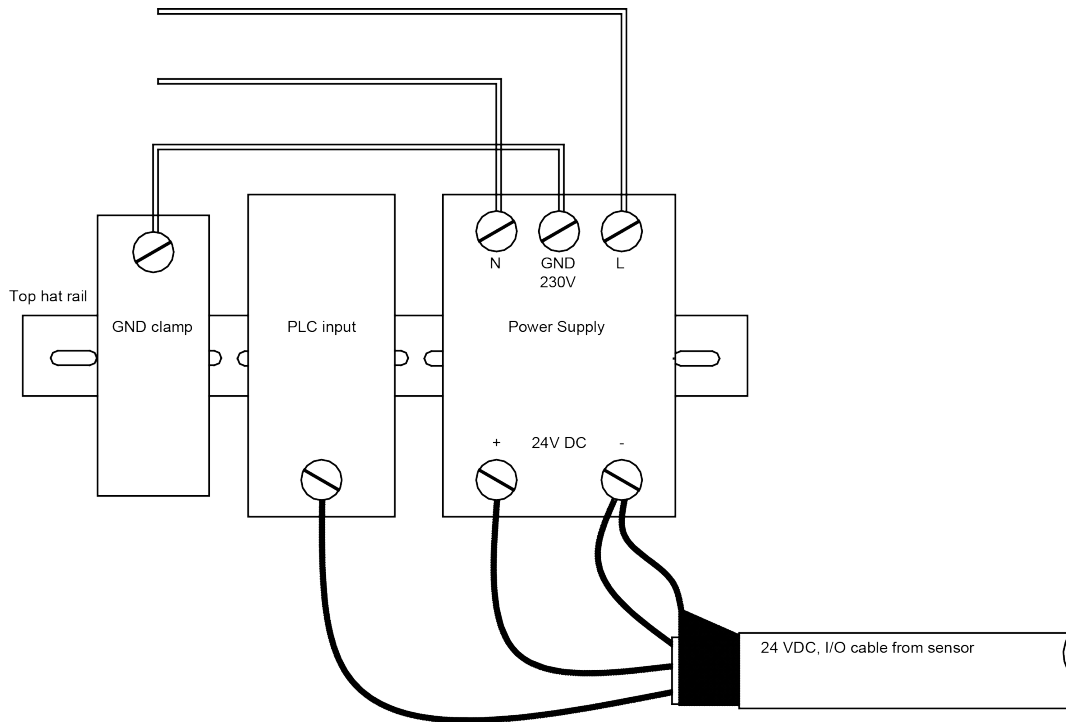 N GND L
230V
Top hat rail
GND clamp
PLC input
Power Supply
+ 24V DC -
24 VDC, I/O cable from sensor